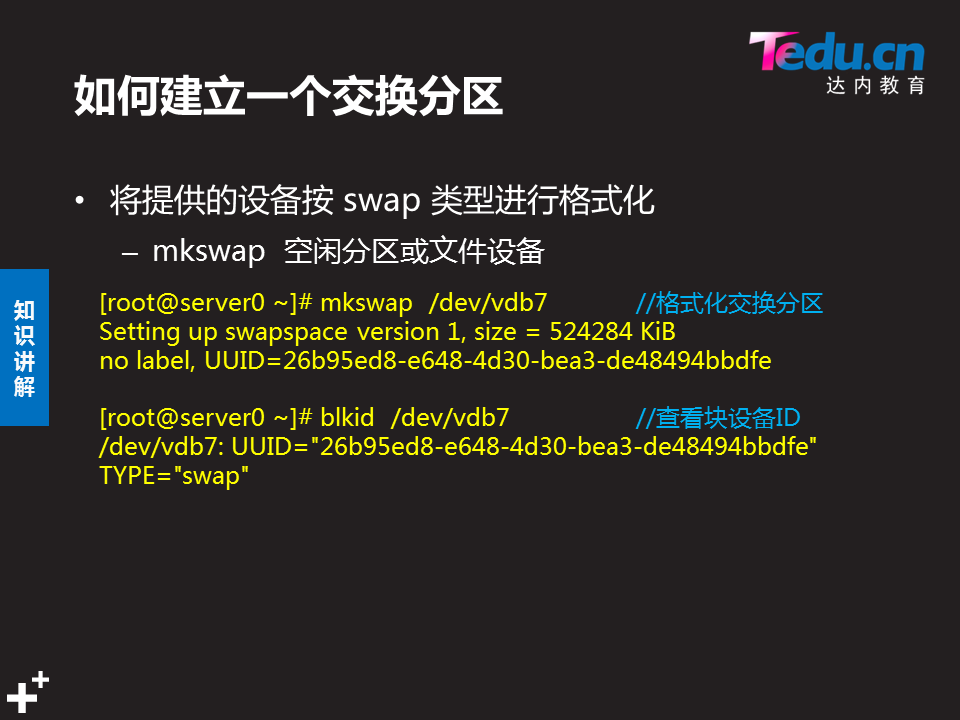 Tedu.cn
达内教育
如何建立一个交换分区
• 将提供的设备按 swap 类型进行格式化
– mkswap 空闲分区或文件设备
知识讲解
[root@server0 ~]# mkswap /dev/vdb7 //格式化交换分区
Setting up swapspace version 1, size = 524284 KiB
no label, UUID=26b95ed8-e648-4d30-bea3-de48494bbdfe
[root@server0 ~]# blkid /dev/vdb7 //查看块设备ID
/dev/vdb7: UUID="26b95ed8-e648-4d30-bea3-de48494bbdfe"
TYPE="swap"